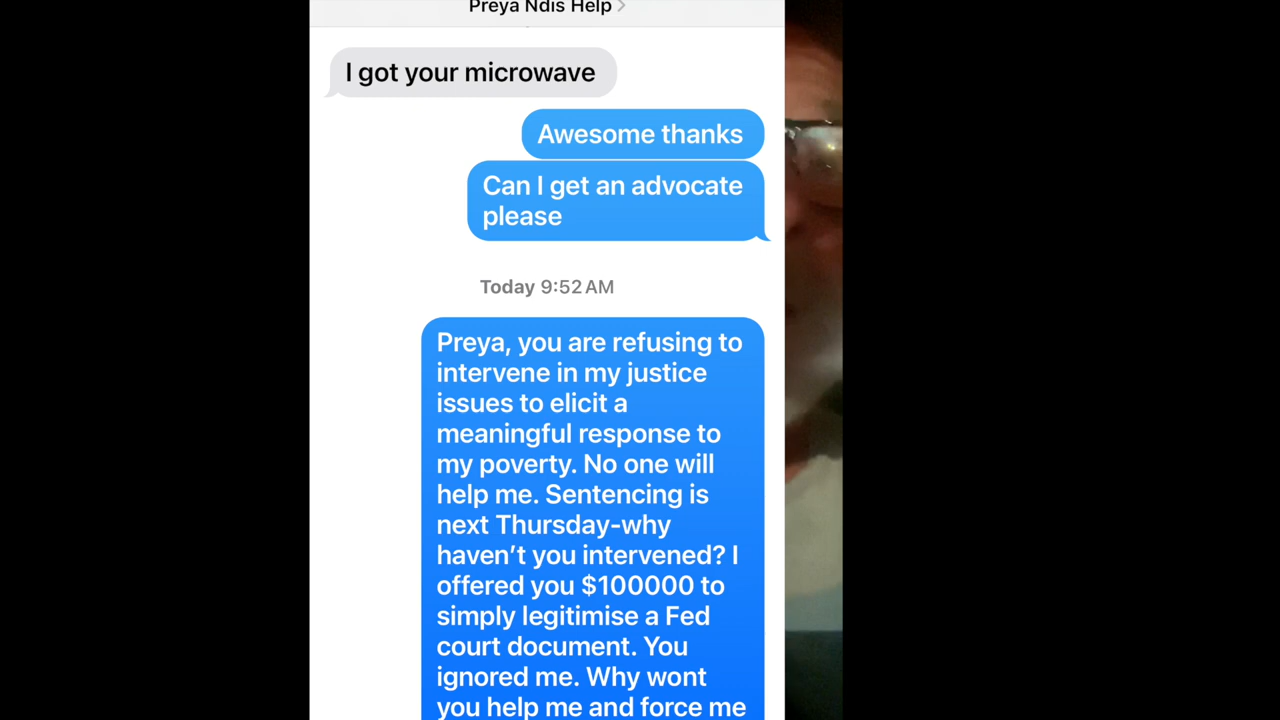 Preya Ndis Help
I got your microwave
Awesome thanks
Can I get an advocate
please
Today 9:52 AM
Preya, you are refusing to
intervene in my justice
issues to elicit a
meaningful response to
my poverty. No one will
help me. Sentencing is
next Thursday-why
haven’t you intervened? I
offered you $100000 to
simply legitimise a Fed
court document. You
ignored me. Why wont
you help me and force me